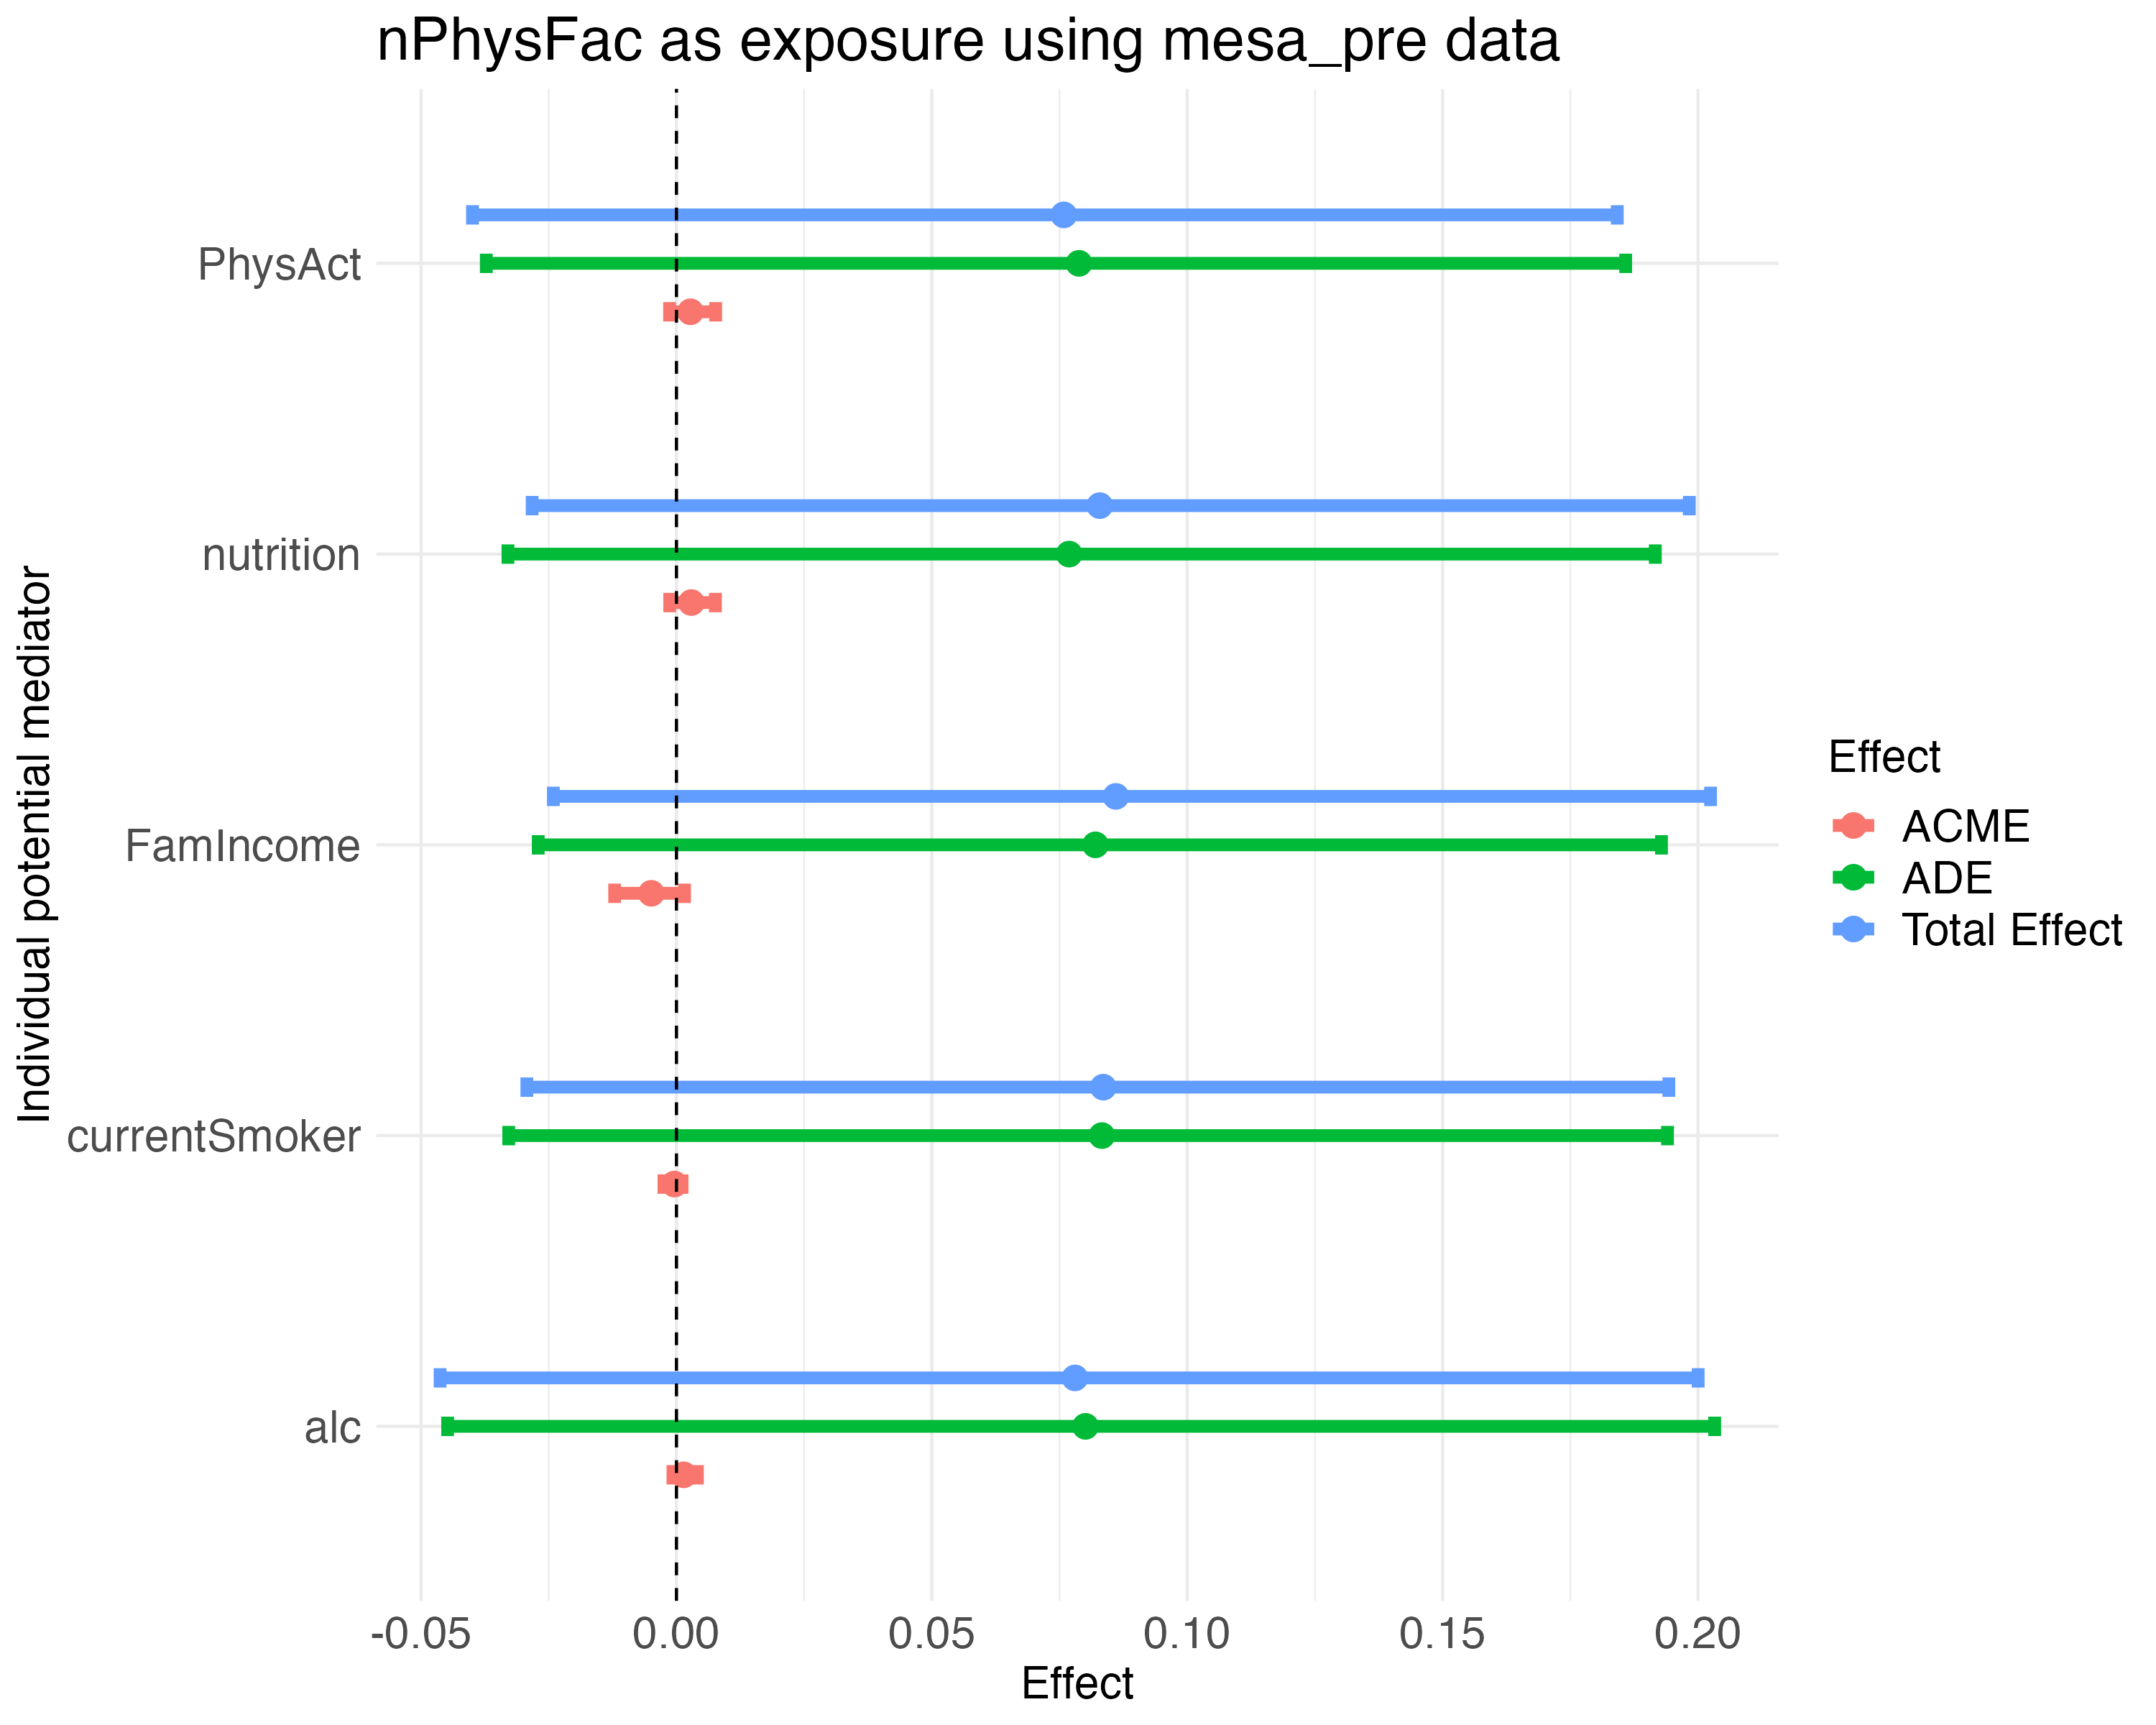 nPhysFac as exposure using mesa_pre data
Individual potential mediator
PhysAct
nutrition
FamIncome
currentSmoker
alc
-0.05 0.00 0.05 0.10 0.15 0.20
Effect
Effect
ACME
ADE
Total Effect